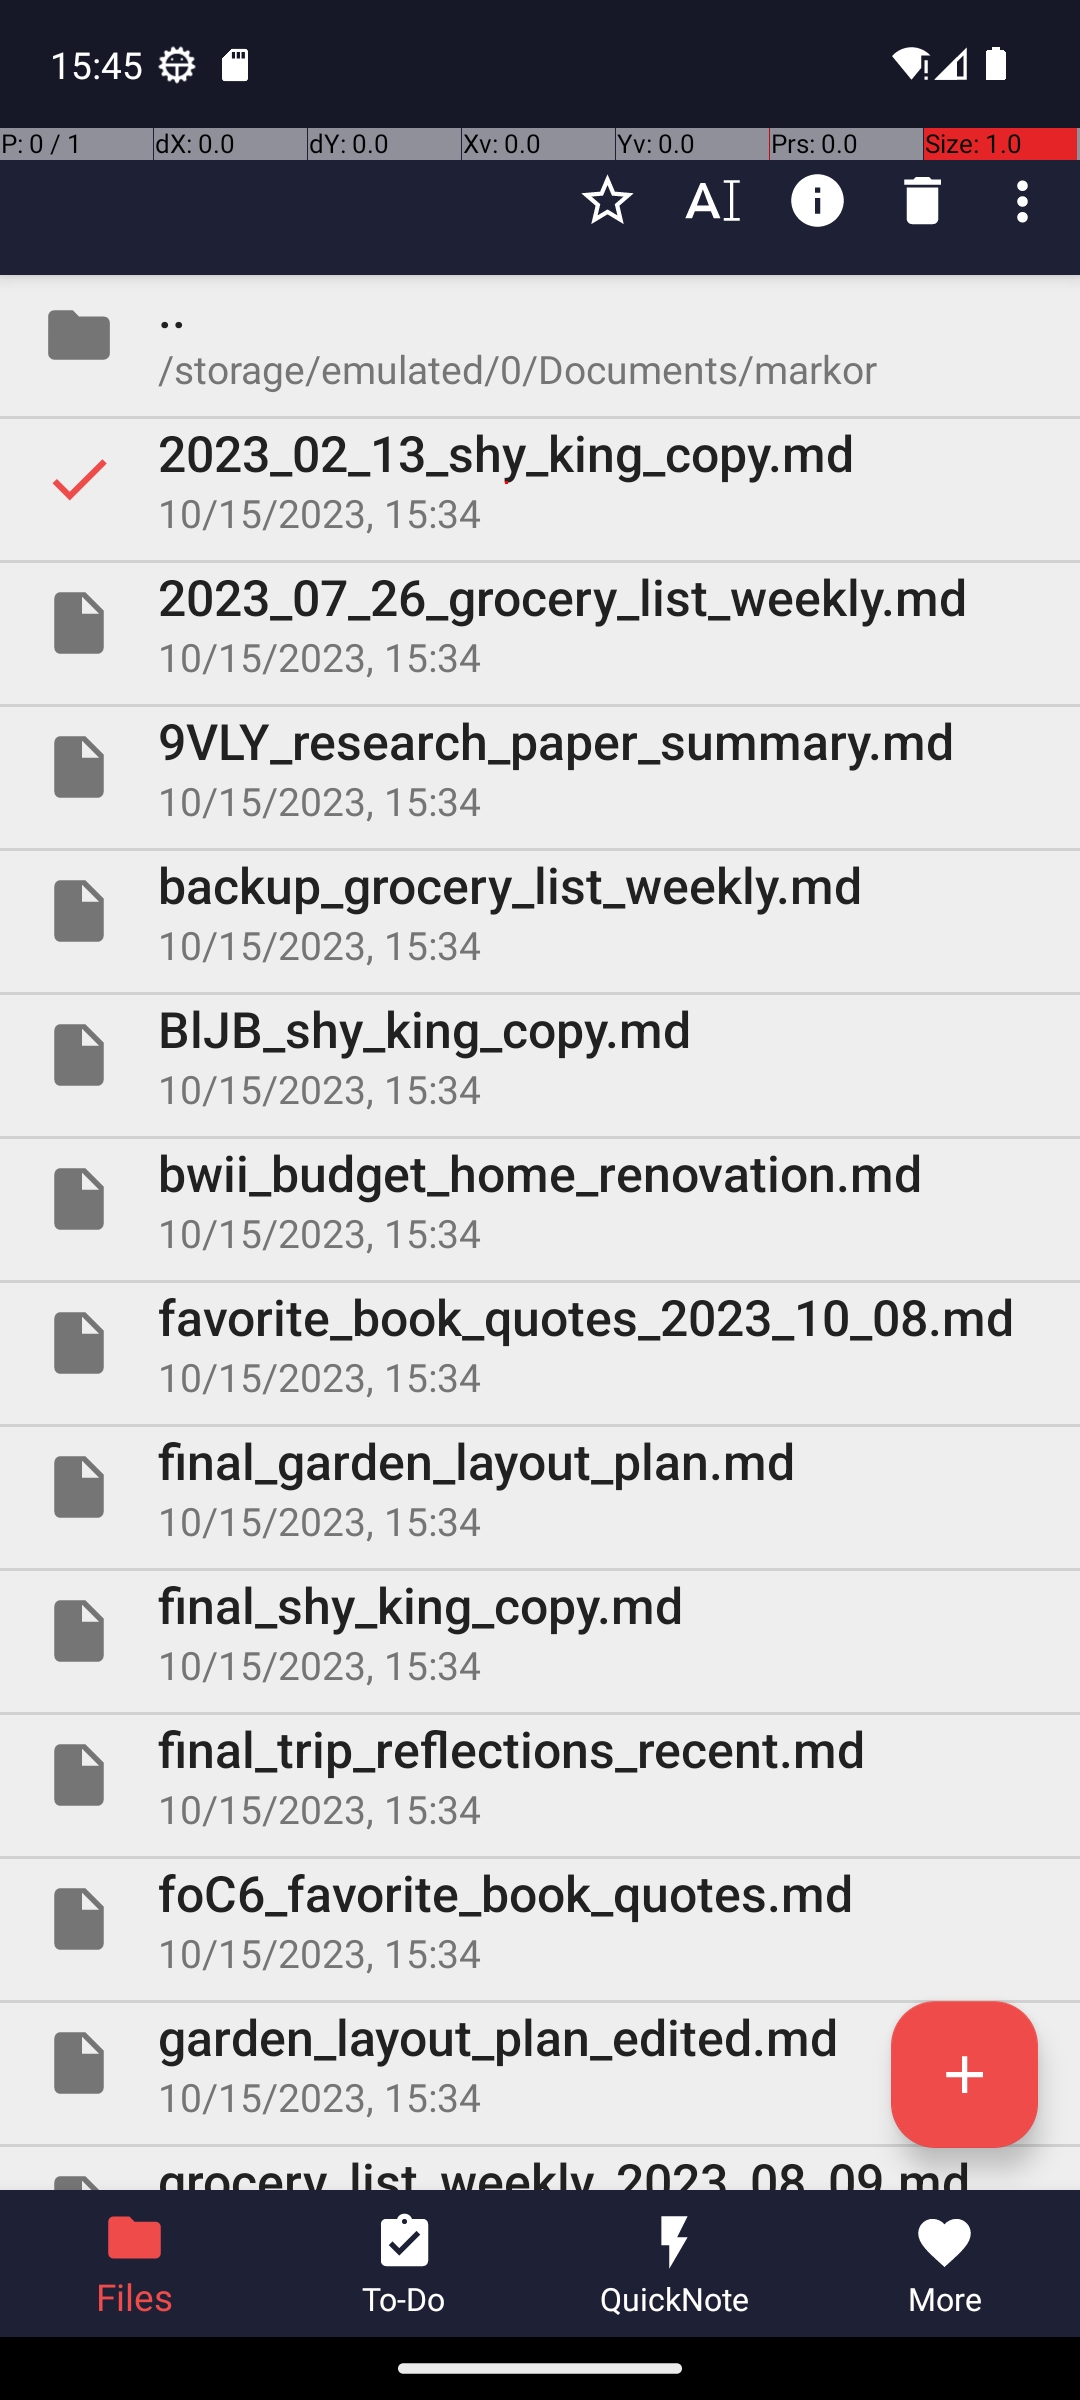 15:45
P: 0 / 1 dX: 0.0 dY: 0.0 Xv: 0.0 Yv: 0.0 Prs: 0.0 Size: 1.0
..
/storage/emulated/0/Documents/markor
2023_02_13_shy_king_copy.md
10/15/2023, 15:34
2023_07_26_grocery_list_weekly.md
10/15/2023, 15:34
9VLY_research_paper_summary.md
10/15/2023, 15:34
backup_grocery_list_weekly.md
10/15/2023, 15:34
BlJB_shy_king_copy.md
10/15/2023, 15:34
bwii_budget_home_renovation.md
10/15/2023, 15:34
favorite_book_quotes_2023_10_08.md
10/15/2023, 15:34
final_garden_layout_plan.md
10/15/2023, 15:34
final_shy_king_copy.md
10/15/2023, 15:34
final_trip_reflections_recent.md
10/15/2023, 15:34
foC6_favorite_book_quotes.md
10/15/2023, 15:34
garden_layout_plan_edited.md
10/15/2023, 15:34
grocery_list_weekly_2023_08_09.md
Files
To-Do
QuickNote
More